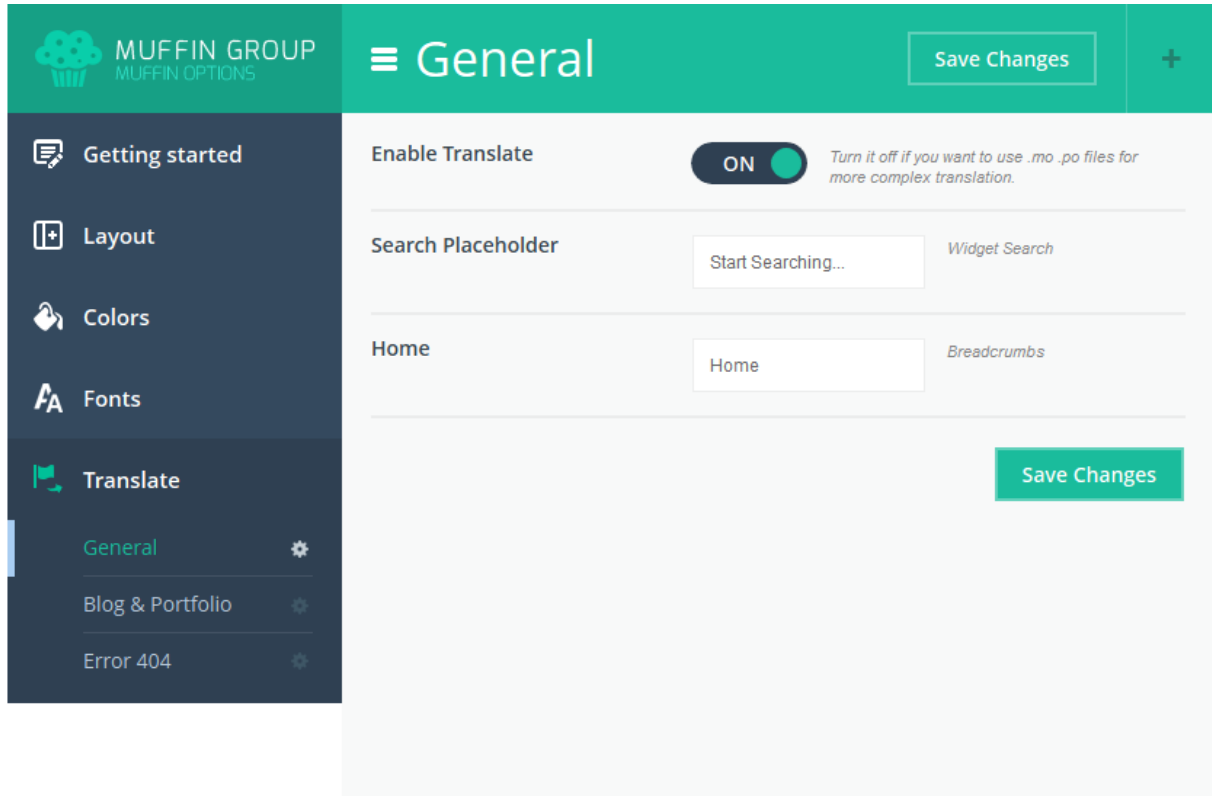 MUFFIN GROUP
MUFFIN OPTIONS
General
Save Changes
+
Getting started
Layout
Colors
Fonts
Translate
General
Blog & Portfolio
Error 404
Enable Translate
ON
Turn it off if you want to use .mo .po files for
more complex translation.
Search Placeholder
Start Searching...
Widget Search
Home
Home
Breadcrumbs
Save Changes